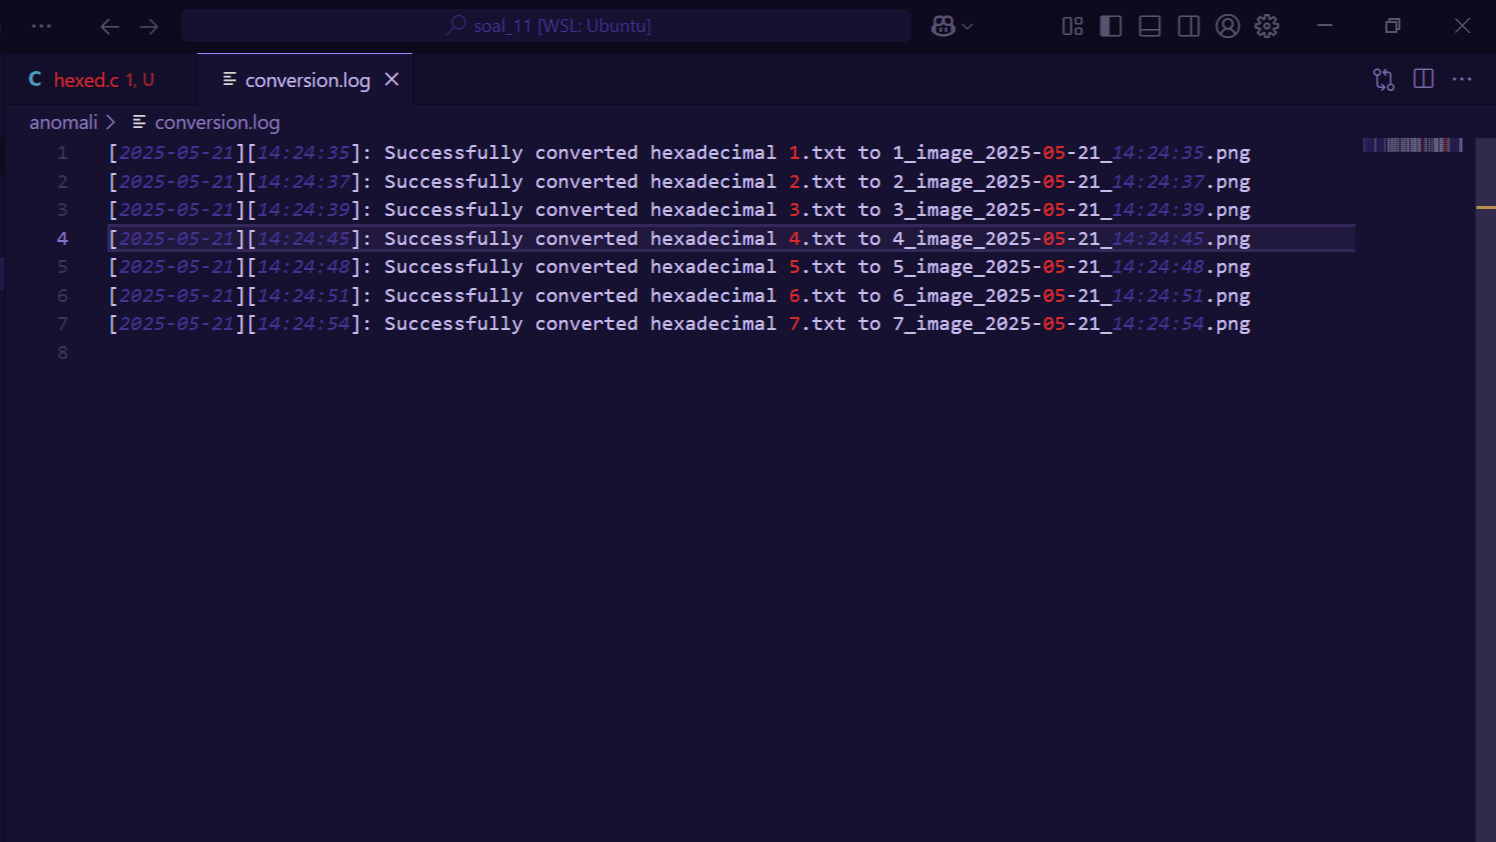 soal_11 [WSL: Ubuntu]
C hexed.c 1, U
conversion.log
anomali > conversion.log
1 [2025-05-21][14:24:35]: Successfully converted hexadecimal 1.txt to 1_image_2025-05-21_14:24:35.png
2 [2025-05-21][14:24:37]: Successfully converted hexadecimal 2.txt to 2_image_2025-05-21_14:24:37.png
3 [2025-05-21][14:24:39]: Successfully converted hexadecimal 3.txt to 3_image_2025-05-21_14:24:39.png
4 [2025-05-21][14:24:45]: Successfully converted hexadecimal 4.txt to 4_image_2025-05-21_14:24:45.png
5 [2025-05-21][14:24:48]: Successfully converted hexadecimal 5.txt to 5_image_2025-05-21_14:24:48.png
6 [2025-05-21][14:24:51]: Successfully converted hexadecimal 6.txt to 6_image_2025-05-21_14:24:51.png
7 [2025-05-21][14:24:54]: Successfully converted hexadecimal 7.txt to 7_image_2025-05-21_14:24:54.png
8